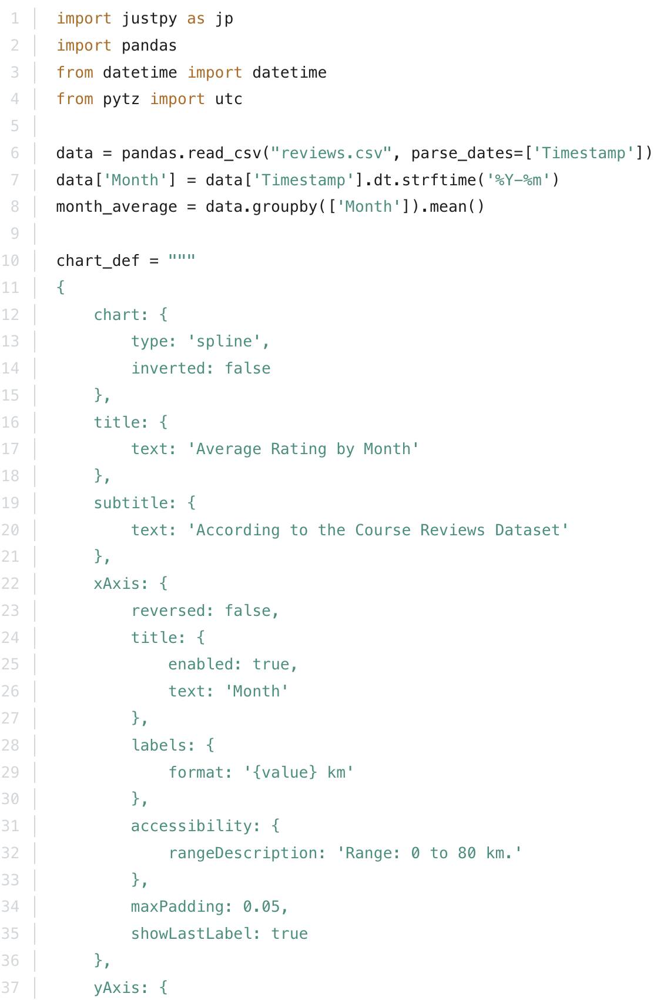 1 import justpy as jp
2 import pandas
3 from datetime import datetime
4 from pytz import utc
5
6 data = pandas.read_csv("reviews.csv", parse_dates=['Timestamp'])
7 data['Month'] = data['Timestamp'].dt.strftime('%Y-%m')
8 month_average = data.groupby(['Month']).mean()
9
10 chart_def = """
11 {
12     chart: {
13         type: 'spline',
14         inverted: false
15     },
16     title: {
17         text: 'Average Rating by Month'
18     },
19     subtitle: {
20         text: 'According to the Course Reviews Dataset'
21     },
22     xAxis: {
23         reversed: false,
24         title: {
25             enabled: true,
26             text: 'Month'
27         },
28         labels: {
29             format: '{value} km'
30         },
31         accessibility: {
32             rangeDescription: 'Range: 0 to 80 km.'
33         },
34         maxPadding: 0.05,
35         showLastLabel: true
36     },
37     yAxis: {